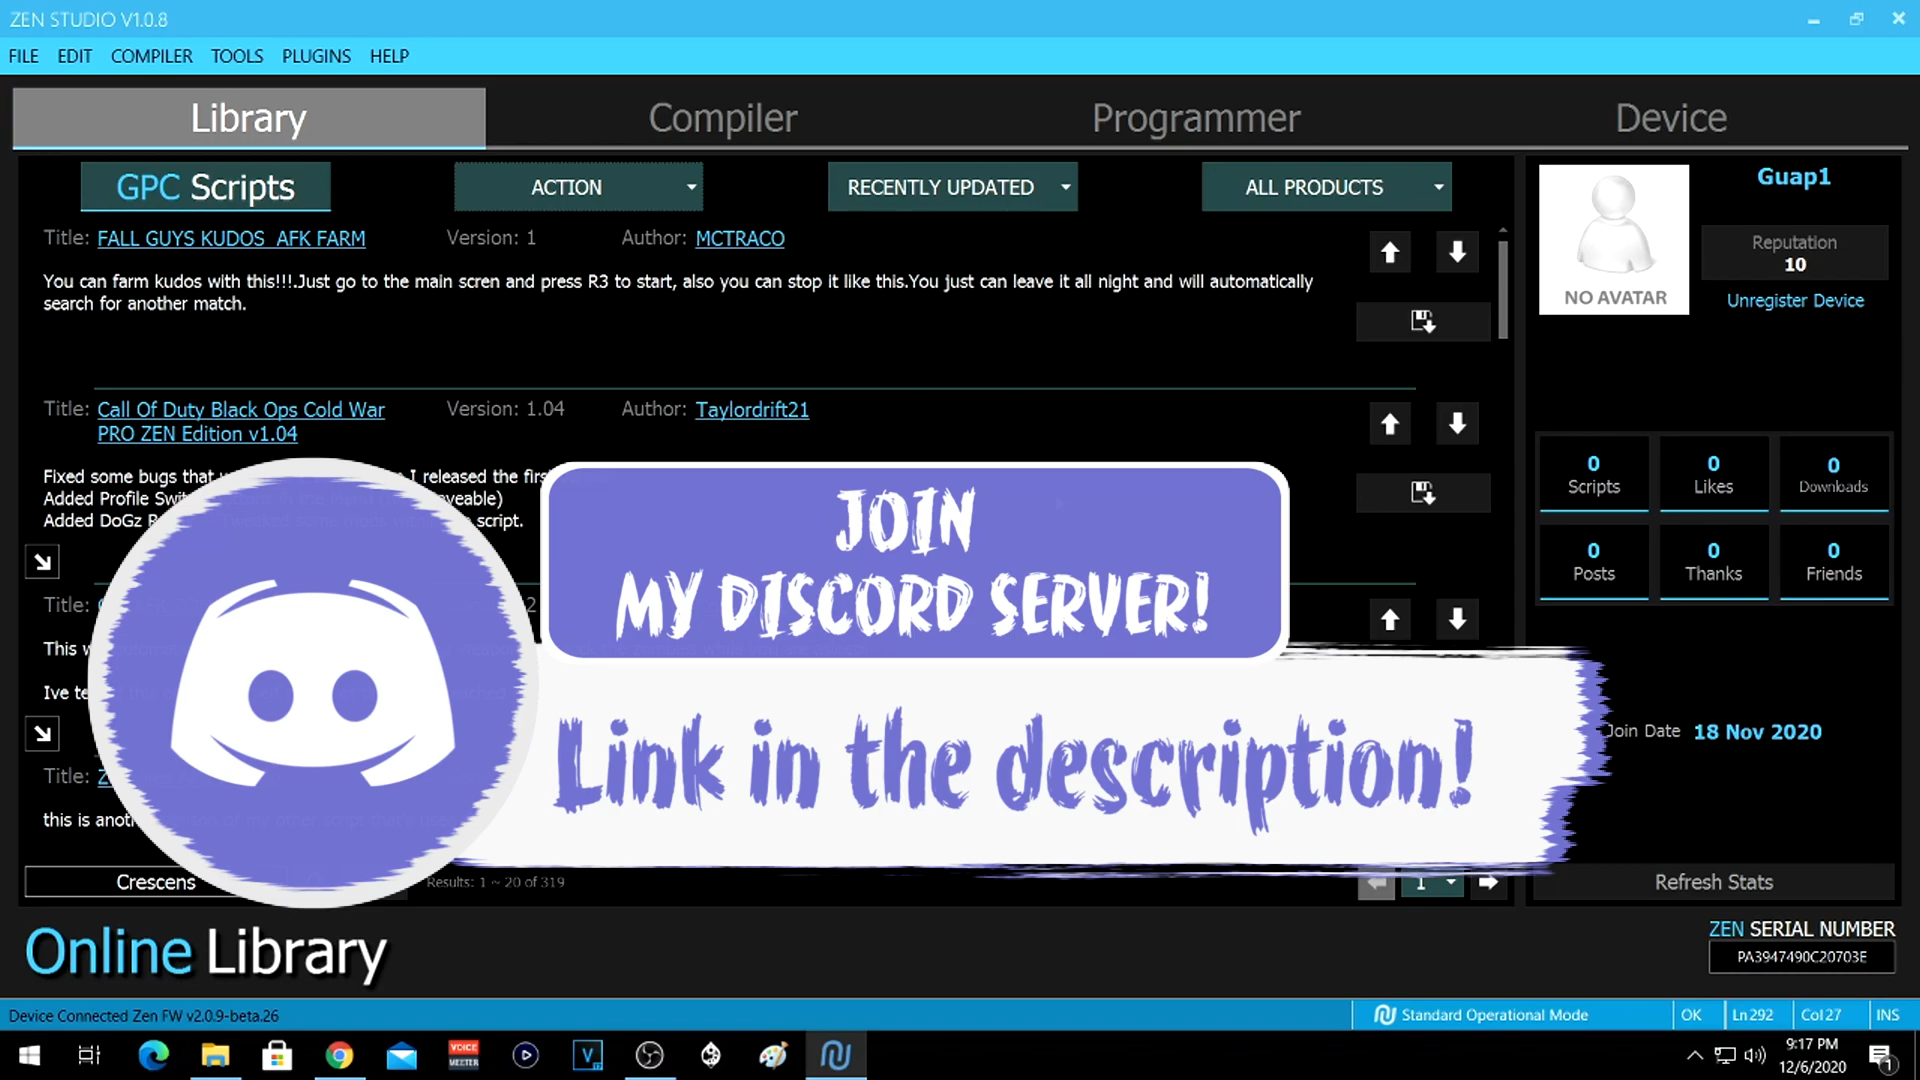 ZEN STUDIO V1.0.8
FILE EDIT COMPILER TOOLS PLUGINS HELP
Library Compiler Programmer Device
GPC Scripts ACTION RECENTLY UPDATED ALL PRODUCTS
Title: FALL GUYS KUDOS AFK FARM Version: 1 Author: MCTRACO
You can farm kudos with this!!!.Just go to the main scren and press R3 to start, also you can stop it like this.You just can leave it all night and will automatically
search for another match.
Title: Call Of Duty Black Ops Cold War Version: 1.04 Author: Taylordrift21
PRO ZEN Edition v1.04
Fixed some bugs that I released the firs
Added Profile Swit veable)
Added DoGz script.
Title:
This w
Ive te
Title: Z
this is anot
JOIN
MY DISCORD SERVER!
Link in the description!
Crescens Results: 1 ~ 20 of 319 1
Online Library
Guap1
Reputation
10
Unregister Device
NO AVATAR
0 0 0
Scripts Likes Downloads
0 0 0
Posts Thanks Friends
Join Date 18 Nov 2020
Refresh Stats
ZEN SERIAL NUMBER
PA3947490C20703E
Device Connected Zen FW v2.0.9-beta.26 Standard Operational Mode OK Ln292 Col27 INS
VOICE
MEETER
V
9:17 PM
12/6/2020
1